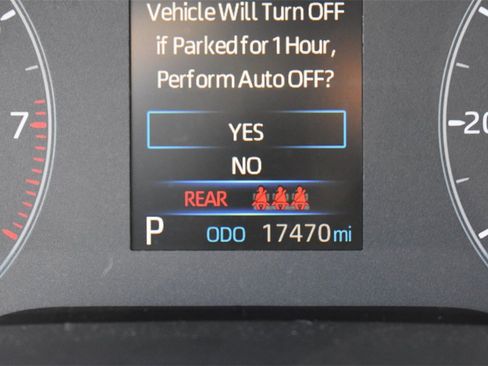 Vehicle Will Turn OFF
if Parked for 1 Hour,
Perform Auto OFF?
YES
7
20
NO
REAR
P ODO 17470 mi